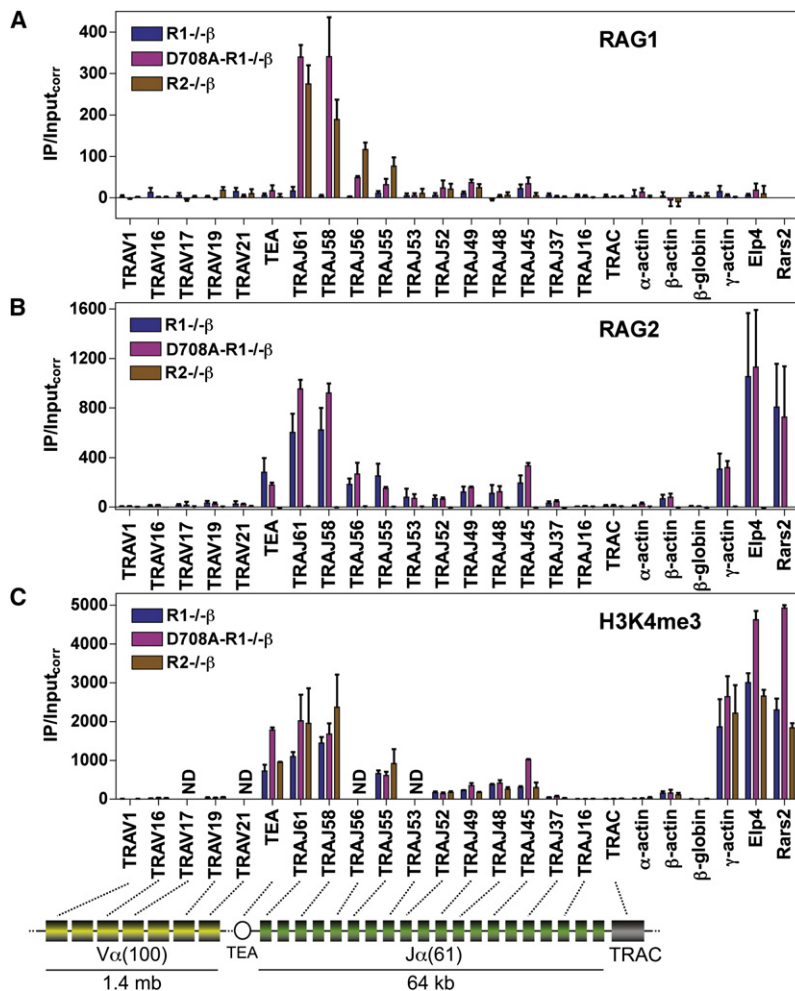 A
RAG1
R1-/-β
D708A-R1-/-β
R2-/-β
IP/Input_corr
400
300
200
100
0
TRAV1
TRAV16
TRAV17
TRAV19
TRAV21
TEA
TRAJ61
TRAJ58
TRAJ56
TRAJ55
TRAJ53
TRAJ52
TRAJ49
TRAJ48
TRAJ45
TRAJ37
TRAJ16
TRAC
α-actin
β-actin
β-globin
γ-actin
Elp4
Rars2
B
RAG2
R1-/-β
D708A-R1-/-β
R2-/-β
IP/Input_corr
1600
1200
800
400
0
TRAV1
TRAV16
TRAV17
TRAV19
TRAV21
TEA
TRAJ61
TRAJ58
TRAJ56
TRAJ55
TRAJ53
TRAJ52
TRAJ49
TRAJ48
TRAJ45
TRAJ37
TRAJ16
TRAC
α-actin
β-actin
β-globin
γ-actin
Elp4
Rars2
C
H3K4me3
R1-/-β
D708A-R1-/-β
R2-/-β
IP/Input_corr
5000
4000
3000
2000
1000
0
ND
ND
ND
ND
TRAV1
TRAV16
TRAV17
TRAV19
TRAV21
TEA
TRAJ61
TRAJ58
TRAJ56
TRAJ55
TRAJ53
TRAJ52
TRAJ49
TRAJ48
TRAJ45
TRAJ37
TRAJ16
TRAC
α-actin
β-actin
β-globin
γ-actin
Elp4
Rars2
Vα(100)
TEA
Jα(61)
TRAC
1.4 mb
64 kb